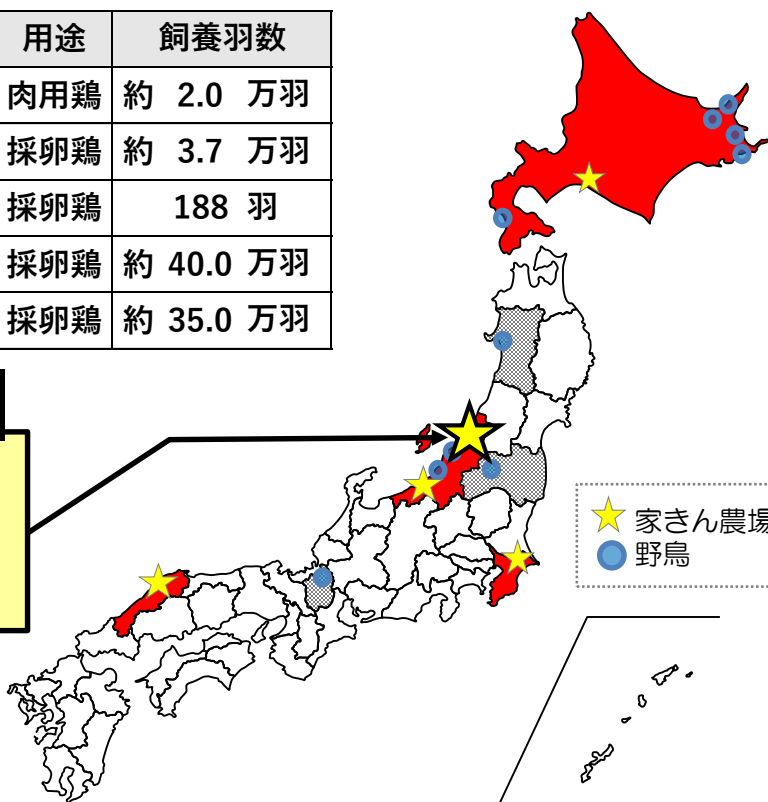 用途 飼養羽数
肉用鶏 約 2.0 万羽
採卵鶏 約 3.7 万羽
採卵鶏 188 羽
採卵鶏 約 40.0 万羽
採卵鶏 約 35.0 万羽
家きん農場
野鳥